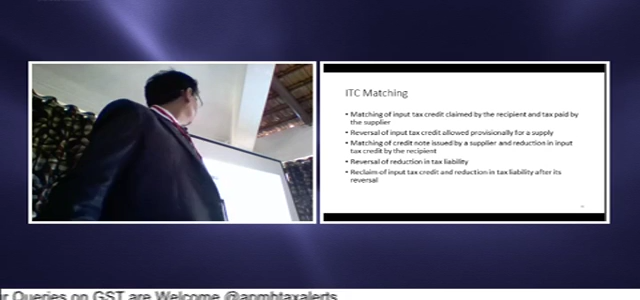 ITC Matching
• Matching of input tax credit claimed by the recipient and tax paid by
the supplier
• Reversal of input tax credit allowed provisionally for a supply
• Matching of credit note issued by a supplier and reduction in input
tax credit by the recipient
• Reversal of reduction in tax liability
• Reclaim of input tax credit and reduction in tax liability after its
reversal
r Queries on GST are Welcome @apmhtaxalerts